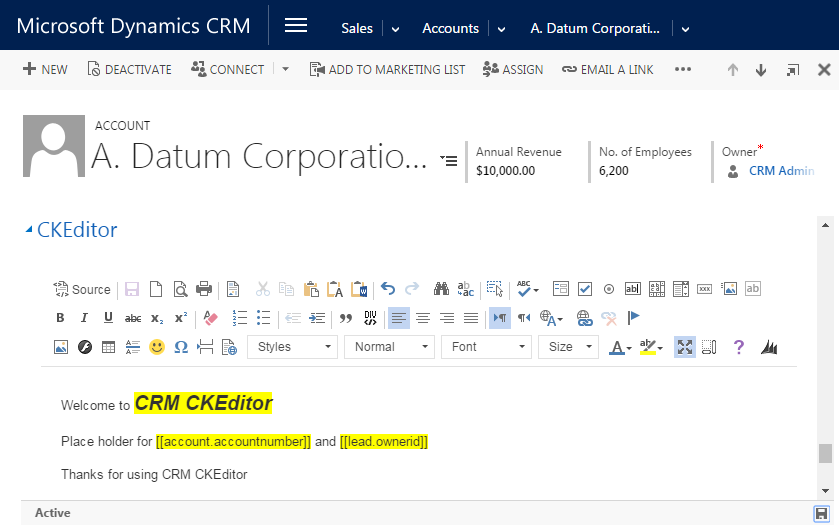 Microsoft Dynamics CRM Sales Accounts A. Datum Corporati...
NEW DEACTIVATE CONNECT ADD TO MARKETING LIST ASSIGN EMAIL A LINK
ACCOUNT
A. Datum Corporatio...
Annual Revenue No. of Employees Owner*
$10,000.00 6,200 CRM Admin
CKEditor
Source
B I U abc x₂ x²
Styles Normal Font Size
Welcome to CRM CKEditor
Place holder for [[account.accountnumber]] and [[lead.ownerid]]
Thanks for using CRM CKEditor
Active